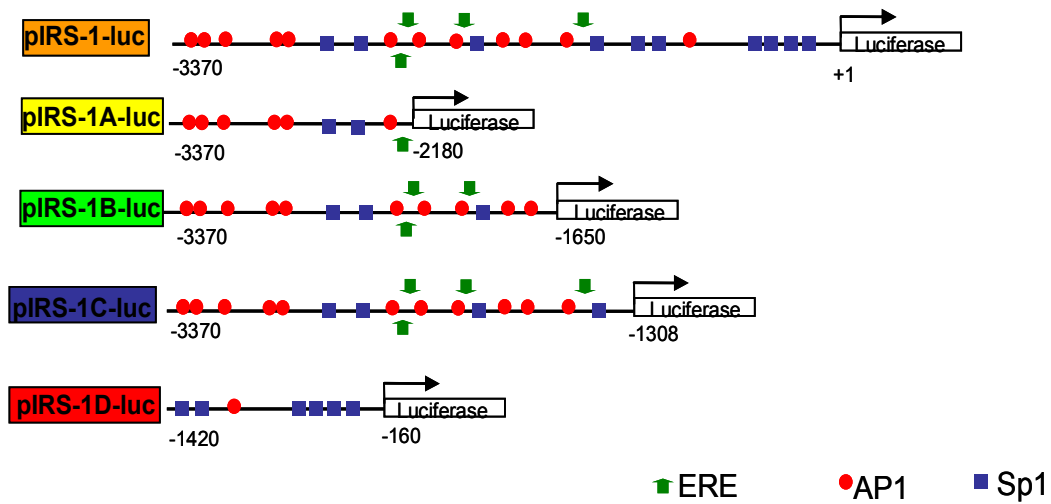 pIRS-1-luc
Luciferase
-3370
+1
pIRS-1A-luc
Luciferase
-3370
-2180
pIRS-1B-luc
Luciferase
-3370
-1650
pIRS-1C-luc
Luciferase
-3370
-1308
pIRS-1D-luc
Luciferase
-1420
-160
ERE
AP1
Sp1